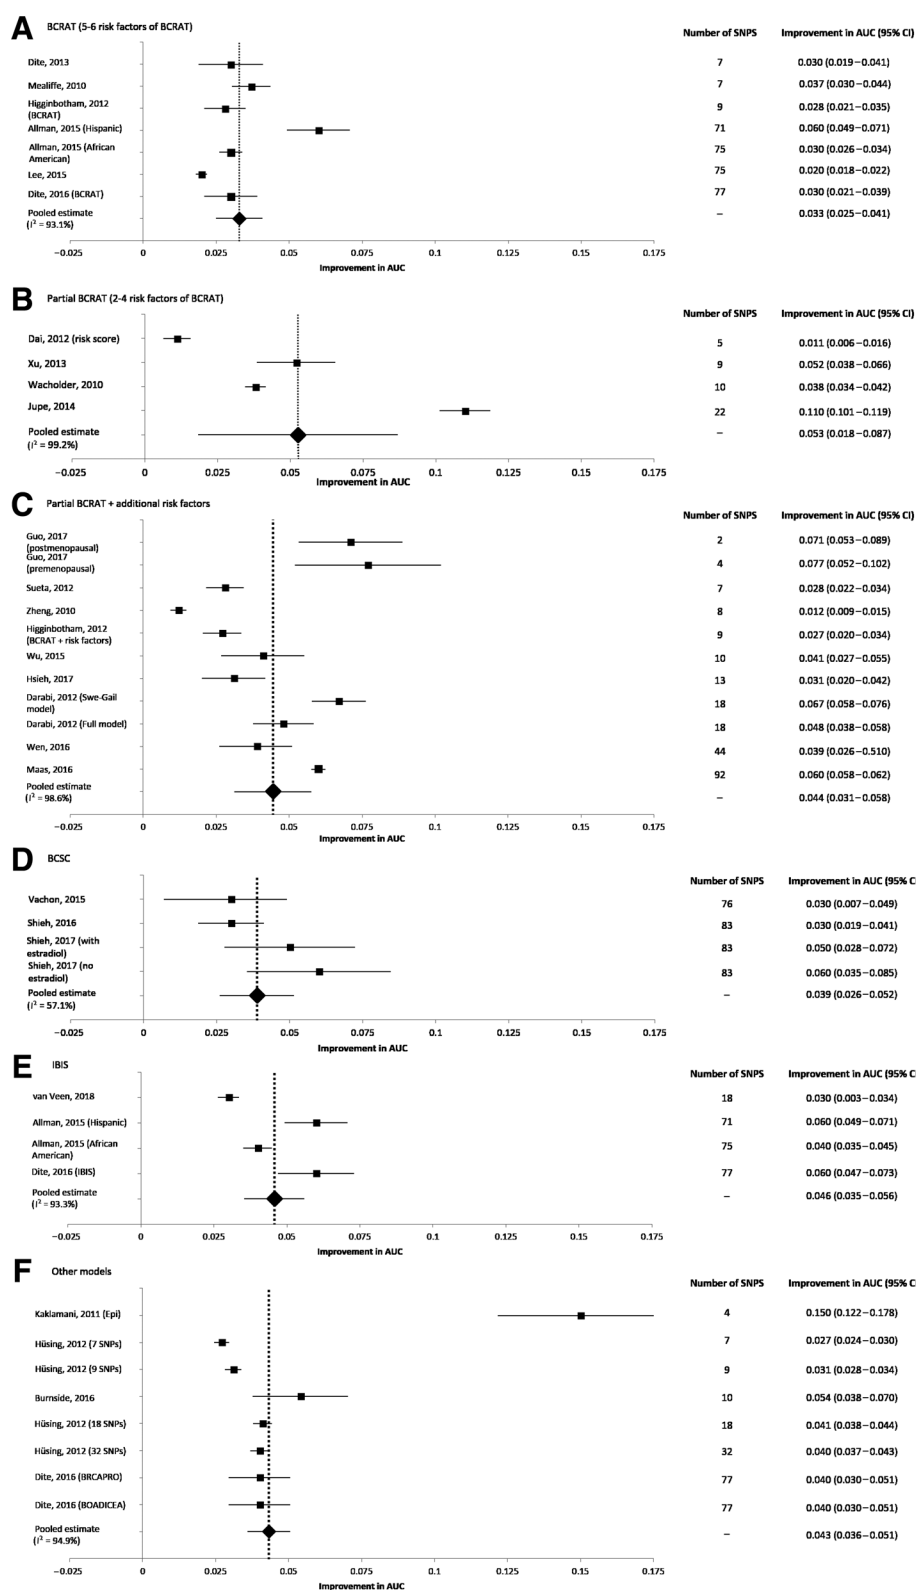 A BCRAT (5-6 risk factors of BCRAT)
Number of SNPS Improvement in AUC (95% CI)
Dite, 2013 7 0.030 (0.019–0.041)
Mealiffe, 2010 7 0.037 (0.030–0.044)
Higginbotham, 2012
(BCRAT) 9 0.028 (0.021–0.035)
Allman, 2015 (Hispanic) 71 0.060 (0.049–0.071)
Allman, 2015 (African
American) 75 0.030 (0.026–0.034)
Lee, 2015 75 0.020 (0.018–0.022)
Dite, 2016 (BCRAT) 77 0.030 (0.021–0.039)
Pooled estimate
(I² = 93.1%) – 0.033 (0.025–0.041)
−0.025 0 0.025 0.05 0.075 0.1 0.125 0.15 0.175
Improvement in AUC
B Partial BCRAT (2-4 risk factors of BCRAT)
Number of SNPS Improvement in AUC (95% CI)
Dai, 2012 (risk score) 5 0.011 (0.006–0.016)
Xu, 2013 9 0.052 (0.038–0.066)
Wacholder, 2010 10 0.038 (0.034–0.042)
Jupe, 2014 22 0.110 (0.101–0.119)
Pooled estimate
(I² = 99.2%) – 0.053 (0.018–0.087)
−0.025 0 0.025 0.05 0.075 0.1 0.125 0.15 0.175
Improvement in AUC
C Partial BCRAT + additional risk factors
Number of SNPS Improvement in AUC (95% CI)
Guo, 2017
(postmenopausal) 2 0.071 (0.053–0.089)
Guo, 2017
(premenopausal) 4 0.077 (0.052–0.102)
Sueta, 2012 7 0.028 (0.022–0.034)
Zheng, 2010 8 0.012 (0.009–0.015)
Higginbotham, 2012
(BCRAT + risk factors) 9 0.027 (0.020–0.034)
Wu, 2015 10 0.041 (0.027–0.055)
Hsieh, 2017 13 0.031 (0.020–0.042)
Darabi, 2012 (Swe-Gail
model) 18 0.067 (0.058–0.076)
Darabi, 2012 (Full model) 18 0.048 (0.038–0.058)
Wen, 2016 44 0.039 (0.026–0.510)
Maas, 2016 92 0.060 (0.058–0.062)
Pooled estimate
(I² = 98.6%) – 0.044 (0.031–0.058)
−0.025 0 0.025 0.05 0.075 0.1 0.125 0.15 0.175
Improvement in AUC
D BCSC
Number of SNPS Improvement in AUC (95% C
Vachon, 2015 76 0.030 (0.007–0.049)
Shieh, 2016 83 0.030 (0.019–0.041)
Shieh, 2017 (with
estradiol) 83 0.050 (0.028–0.072)
Shieh, 2017 (no
estradiol) 83 0.060 (0.035–0.085)
Pooled estimate
(I² = 57.1%) – 0.039 (0.026–0.052)
−0.025 0 0.025 0.05 0.075 0.1 0.125 0.15 0.175
Improvement in AUC
E IBIS
Number of SNPS Improvement in AUC (95% C
van Veen, 2018 18 0.030 (0.003–0.034)
Allman, 2015 (Hispanic) 71 0.060 (0.049–0.071)
Allman, 2015 (African
American) 75 0.040 (0.035–0.045)
Dite, 2016 (IBIS) 77 0.060 (0.047–0.073)
Pooled estimate
(I² = 93.3%) – 0.046 (0.035–0.056)
−0.025 0 0.025 0.05 0.075 0.1 0.125 0.15 0.175
Improvement in AUC
F Other models
Number of SNPS Improvement in AUC (95% C
Kaklamani, 2011 (Epi) 4 0.150 (0.122–0.178)
Hüsing, 2012 (7 SNPs) 7 0.027 (0.024–0.030)
Hüsing, 2012 (9 SNPs) 9 0.031 (0.028–0.034)
Burnside, 2016 10 0.054 (0.038–0.070)
Hüsing, 2012 (18 SNPs) 18 0.041 (0.038–0.044)
Hüsing, 2012 (32 SNPs) 32 0.040 (0.037–0.043)
Dite, 2016 (BRCAPRO) 77 0.040 (0.030–0.051)
Dite, 2016 (BOADICEA) 77 0.040 (0.030–0.051)
Pooled estimate
(I² = 94.9%) – 0.043 (0.036–0.051)
−0.025 0 0.025 0.05 0.075 0.1 0.125 0.15 0.175
Improvement in AUC